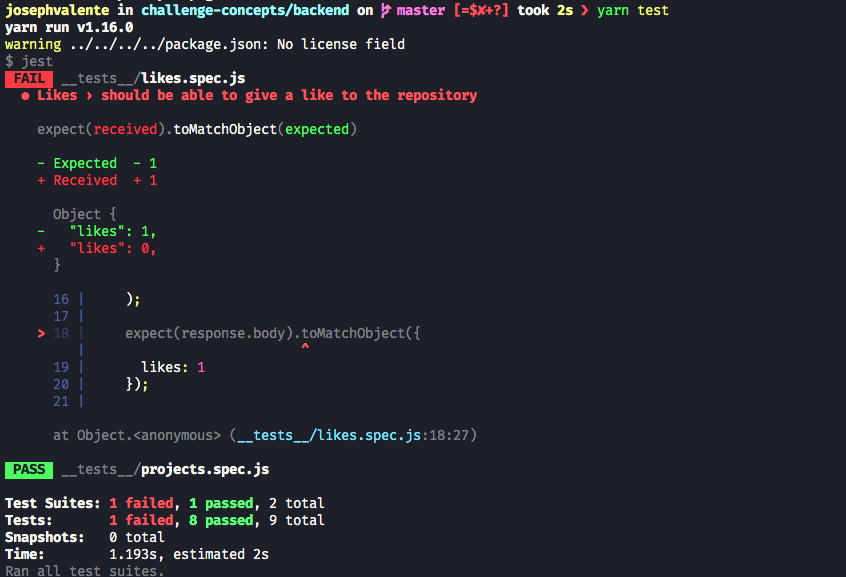 josephvalente in challenge-concepts/backend on master [=$✘+?] took 2s ❯ yarn test
yarn run v1.16.0
warning ../../../../package.json: No license field
$ jest
FAIL __tests__/likes.spec.js
● Likes › should be able to give a like to the repository
expect(received).toMatchObject(expected)
- Expected - 1
+ Received + 1
Object {
- "likes": 1,
+ "likes": 0,
}
16 | );
17 |
> 18 | expect(response.body).toMatchObject({
| ^
19 | likes: 1
20 | });
21 |
at Object.<anonymous> (__tests__/likes.spec.js:18:27)
PASS __tests__/projects.spec.js
Test Suites: 1 failed, 1 passed, 2 total
Tests: 1 failed, 8 passed, 9 total
Snapshots: 0 total
Time: 1.193s, estimated 2s
Ran all test suites.